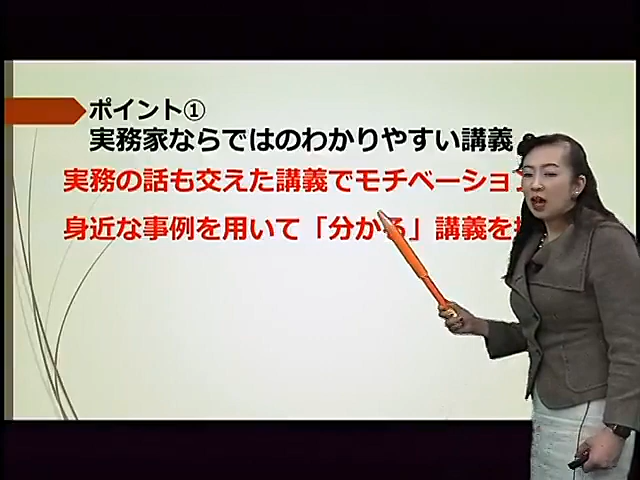 ポイント①
実務家ならではのわかりやすい講義
実務の話も交えた講義でモチベーショ
身近な事例を用いて「分かる」講義を